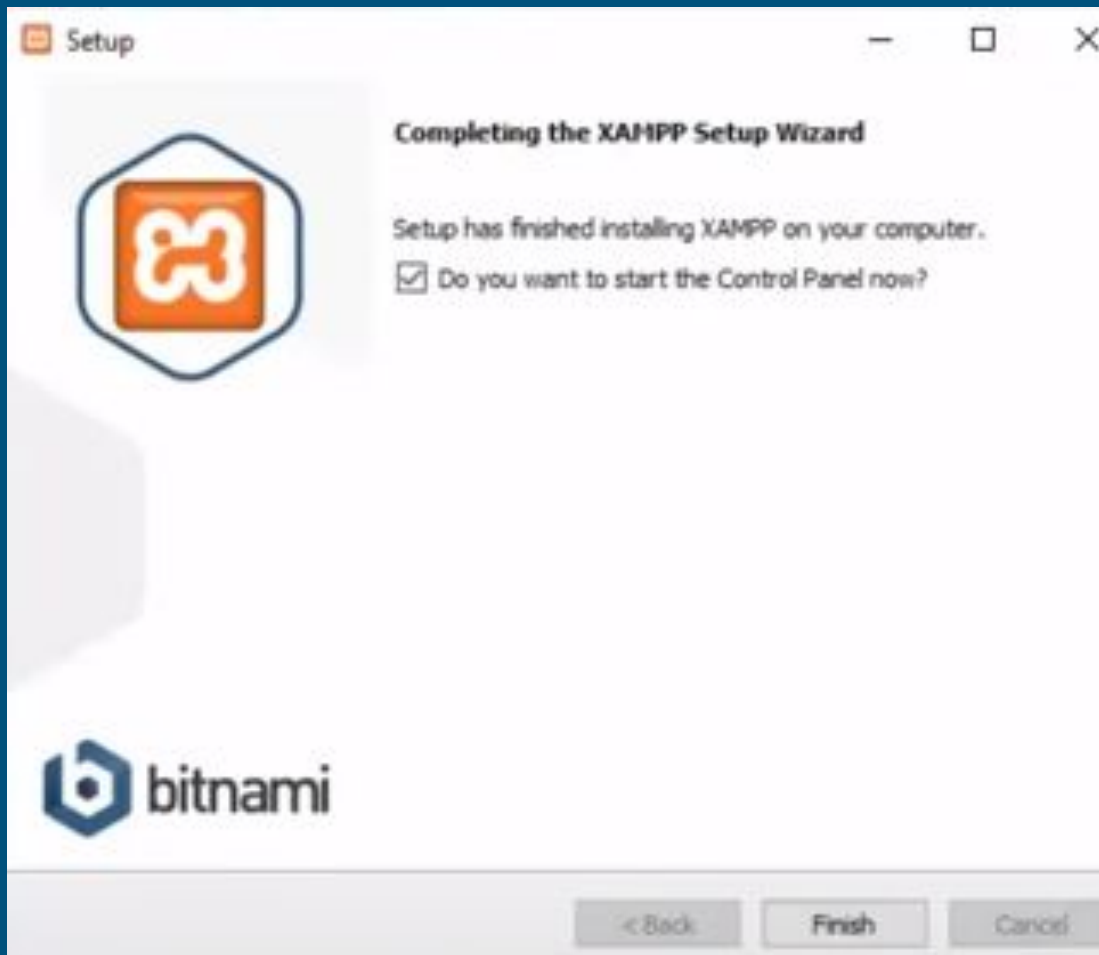 Setup
Completing the XAMPP Setup Wizard
Setup has finished installing XAMPP on your computer.
Do you want to start the Control Panel now?
bitnami
< Back
Finish
Cancel